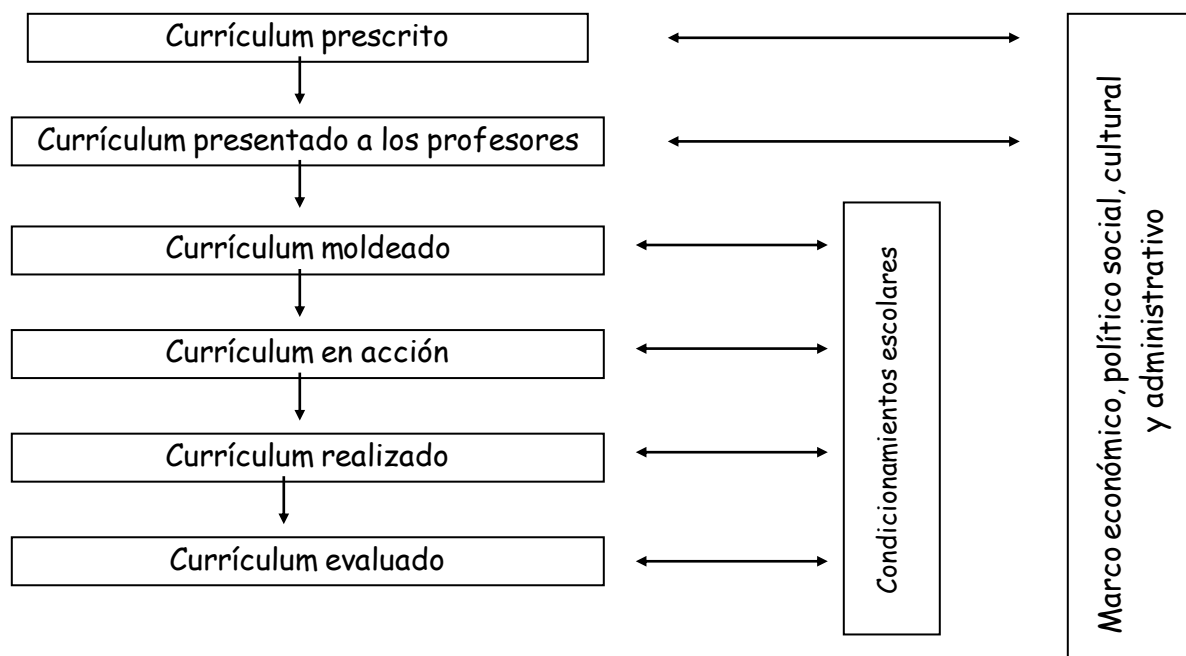 Currículum prescrito
Currículum presentado a los profesores
Currículum moldeado
Currículum en acción
Currículum realizado
Currículum evaluado
Condicionamientos escolares
Marco económico, político social, cultural
y administrativo